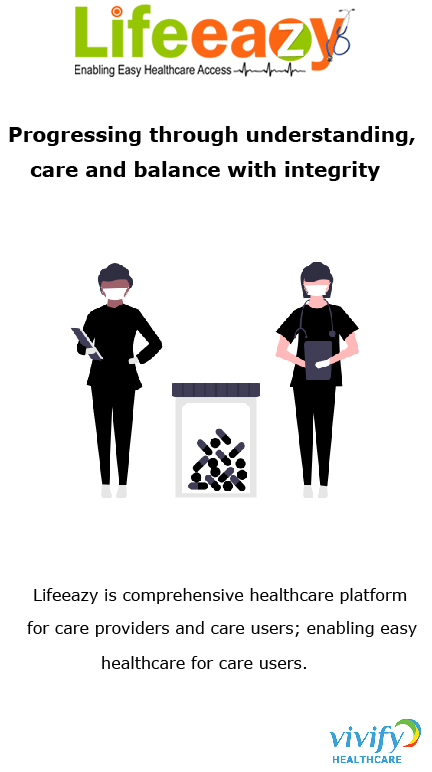 Lifeeazy
Enabling Easy Healthcare Access
Progressing through understanding,
care and balance with integrity
Lifeeazy is comprehensive healthcare platform
for care providers and care users; enabling easy
healthcare for care users.
vivify
HEALTHCARE